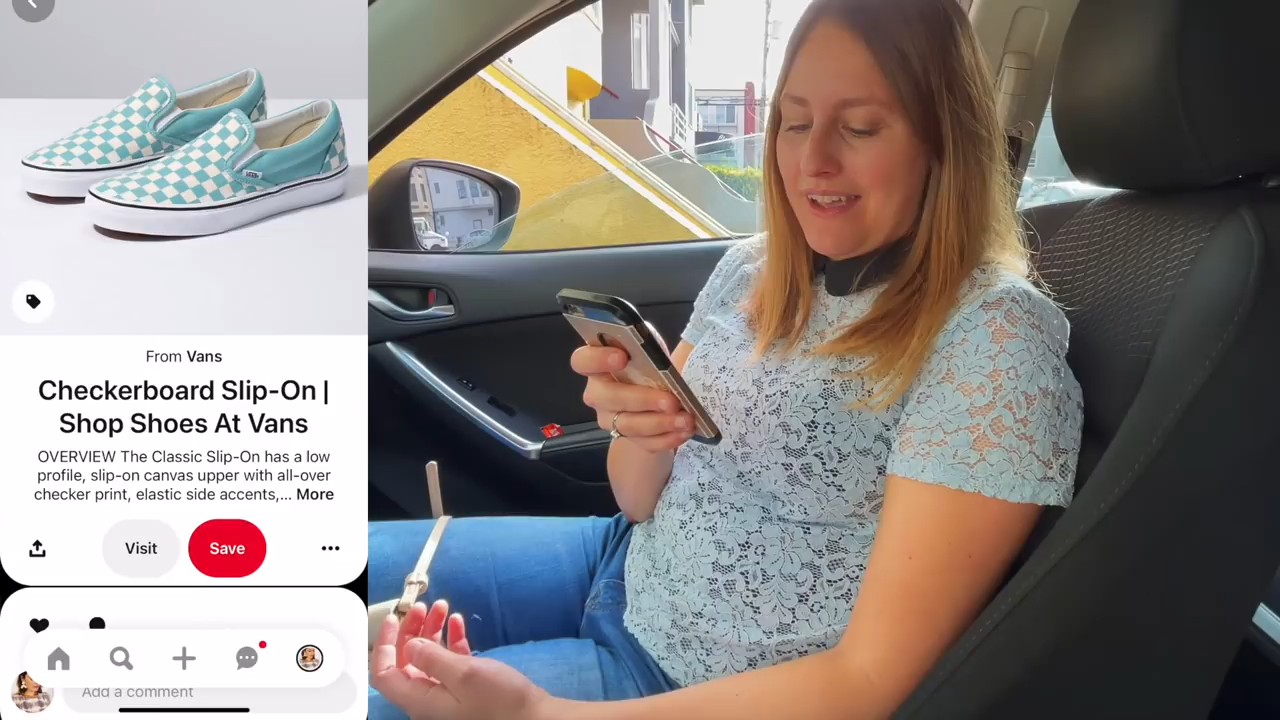 VANS
From Vans
Checkerboard Slip-On |
Shop Shoes At Vans
OVERVIEW The Classic Slip-On has a low
profile, slip-on canvas upper with all-over
checker print, elastic side accents,... More
Visit
Save
Add a comment